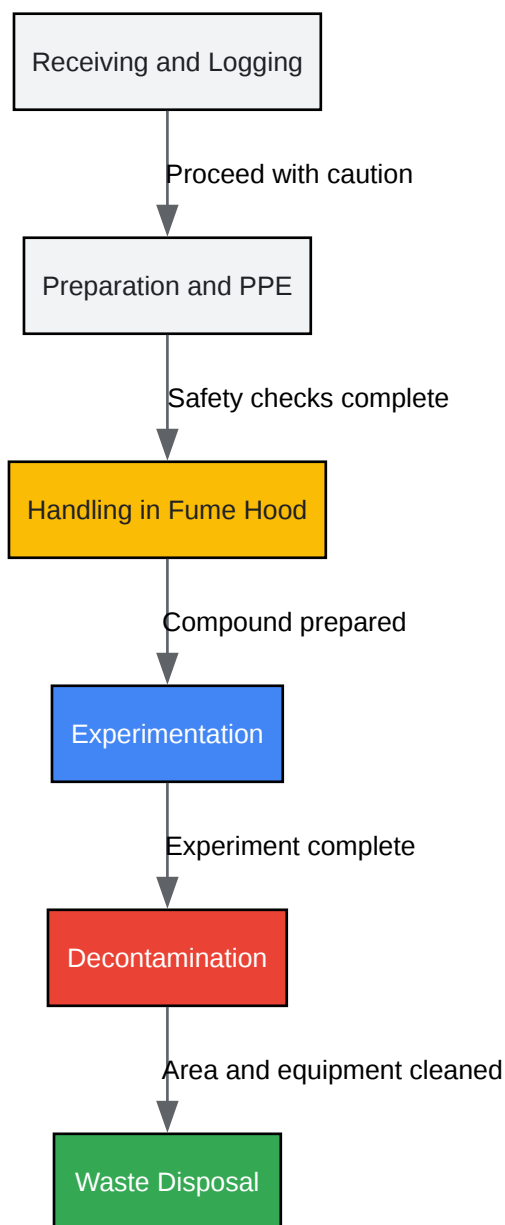 Receiving and Logging
Proceed with caution
Preparation and PPE
Safety checks complete
Handling in Fume Hood
Compound prepared
Experimentation
Experiment complete
Decontamination
Area and equipment cleaned
Waste Disposal